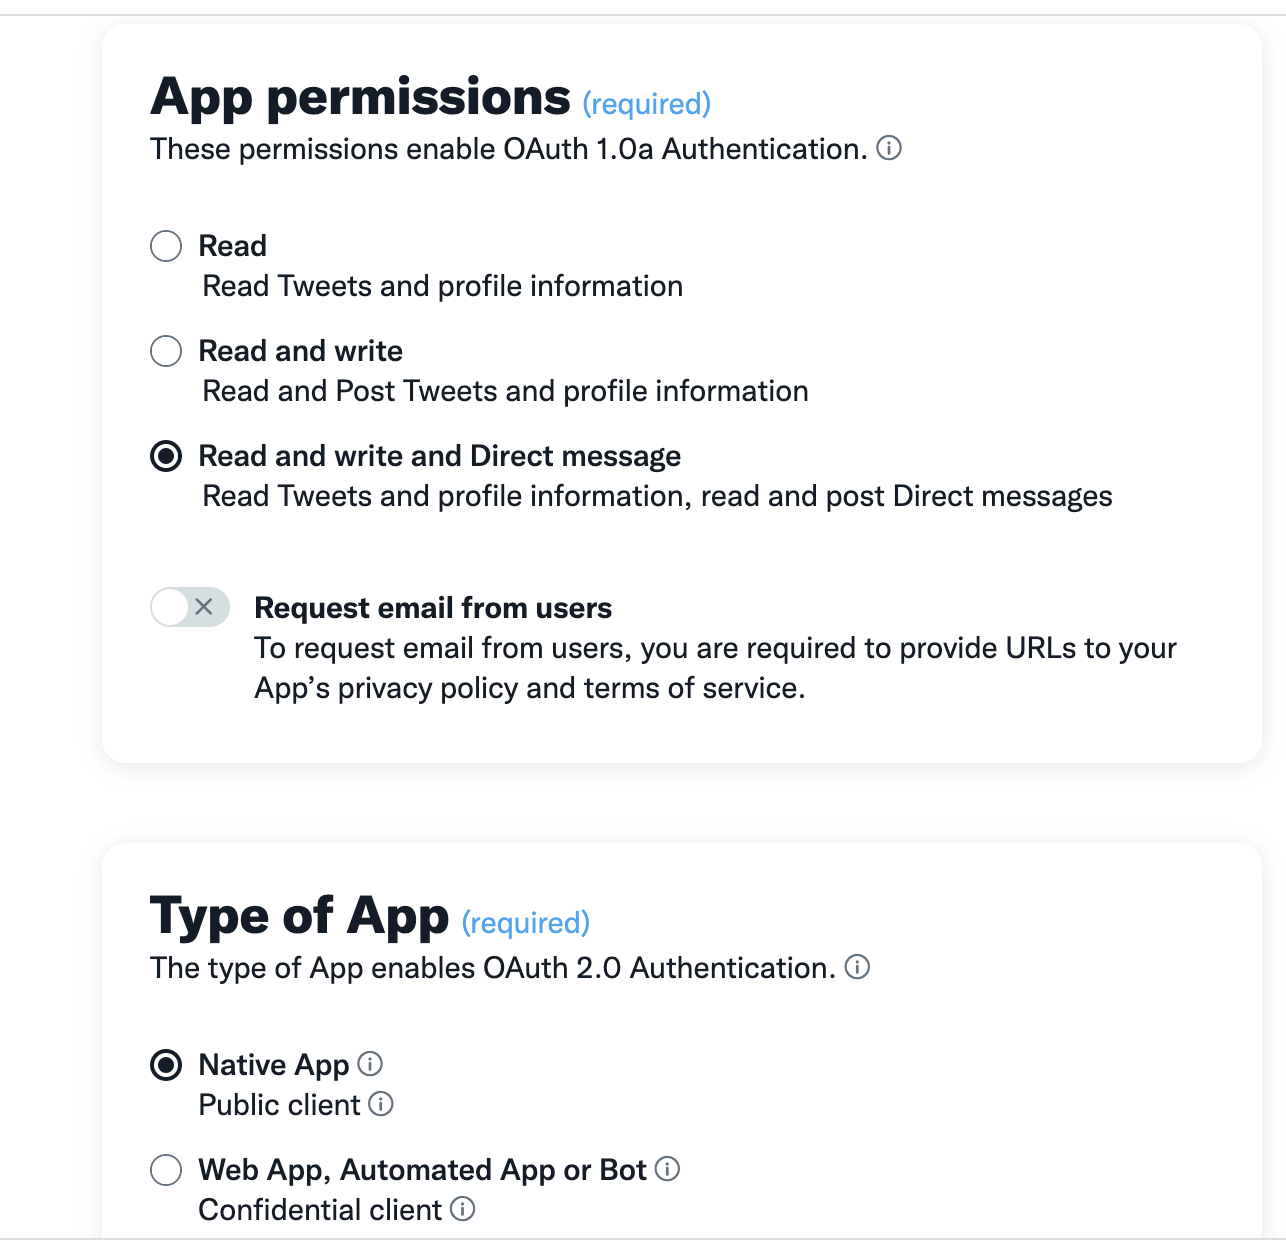 App permissions (required)
These permissions enable OAuth 1.0a Authentication.
Read
Read Tweets and profile information
Read and write
Read and Post Tweets and profile information
Read and write and Direct message
Read Tweets and profile information, read and post Direct messages
Request email from users
To request email from users, you are required to provide URLs to your
App’s privacy policy and terms of service.
Type of App (required)
The type of App enables OAuth 2.0 Authentication.
Native App
Public client
Web App, Automated App or Bot
Confidential client